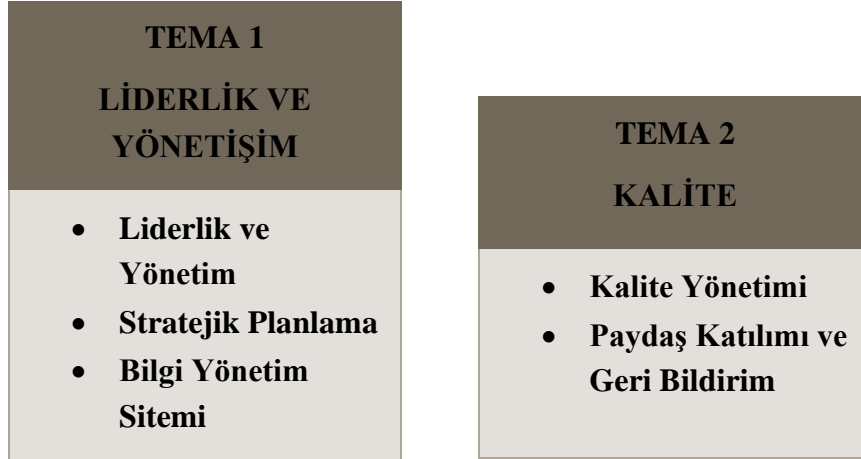 TEMA 1
LİDERLİK VE
YÖNETİŞİM
• Liderlik ve
Yönetim
• Stratejik Planlama
• Bilgi Yönetim
Sitemi
TEMA 2
KALİTE
• Kalite Yönetimi
• Paydaş Katılımı ve
Geri Bildirim